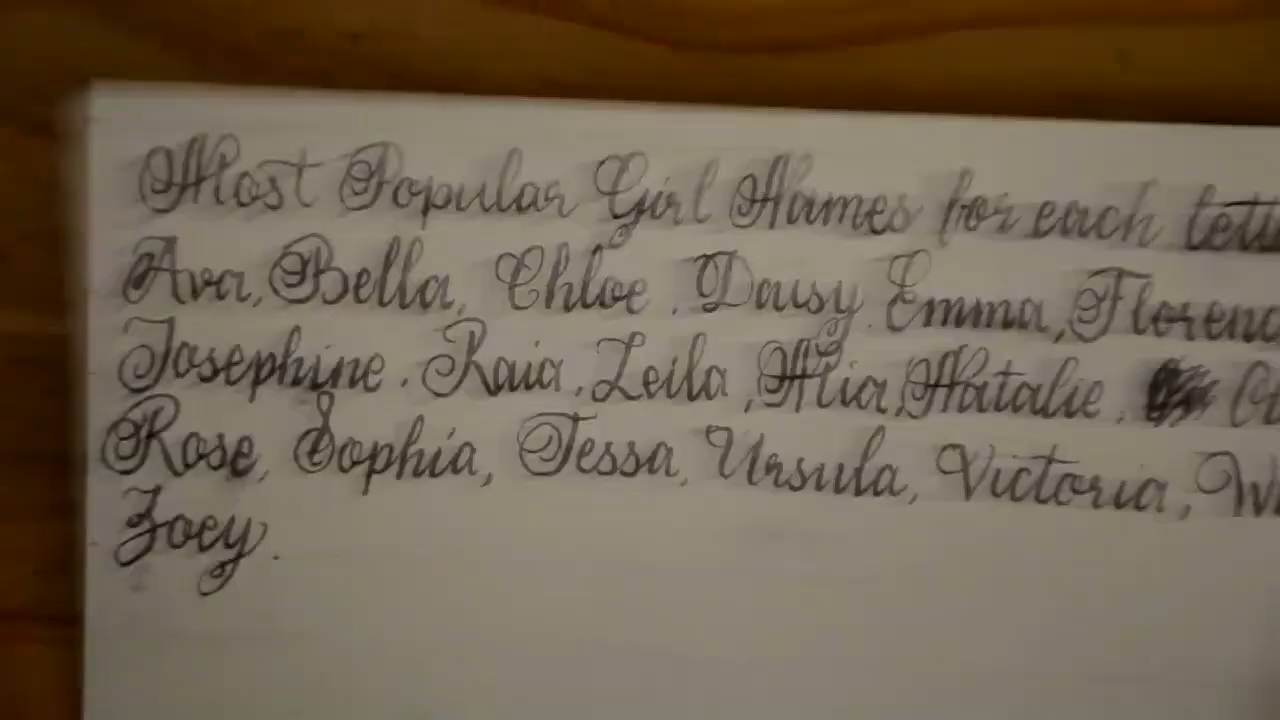 Most Popular Girl Names for each
Ava, Bella, Chloe, Daisy, Emma,
Josephine, Kaia, Leila, Mia, Natalie,
Rose, Sophia, Tessa, Ursula, Victoria,
Zoey.